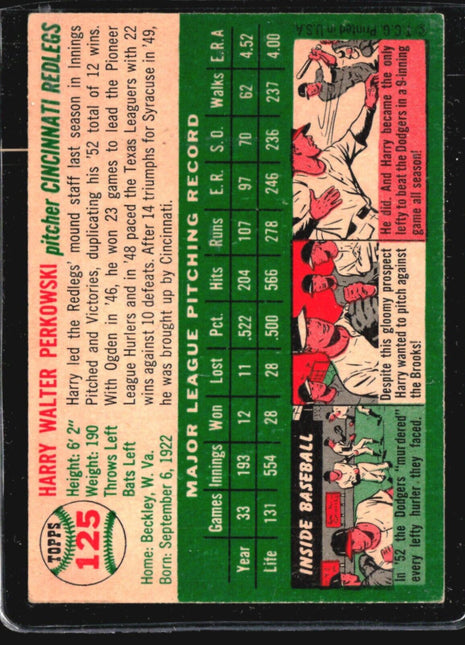 TOPPS
125
HARRY WALTER PERKOWSKI
pitcher CINCINNATI REDLEGS
Height: 6' 2"
Weight: 190
Throws Left
Bats Left
Home: Beckley, W. Va.
Born: September 6, 1922
Harry led the Redlegs' mound staff last season in Innings
Pitched and Victories, duplicating his '52 total of 12 wins.
With Ogden in '46, he won 23 games to lead the Pioneer
League Hurlers and in '48 paced the Texas Leaguers with 22
wins against 10 defeats. After 14 triumphs for Syracuse in '49,
he was brought up by Cincinnati.
MAJOR LEAGUE PITCHING RECORD
Games Innings Won Lost Pct. Hits Runs E.R. S.O. Walks E.R.A
Year 33 193 12 11 .522 204 107 97 70 62 4.52
Life 131 554 28 28 .500 566 278 246 236 237 4.00
INSIDE BASEBALL
In '52 the Dodgers "murdered"
every lefty hurler they faced.
Despite this gloomy prospect
Harry wanted to pitch against
the Brooks!
He did. And Harry became the only
lefty to beat the Dodgers in a 9-inning
game all season!
T.C.G. Printed in U.S.A.